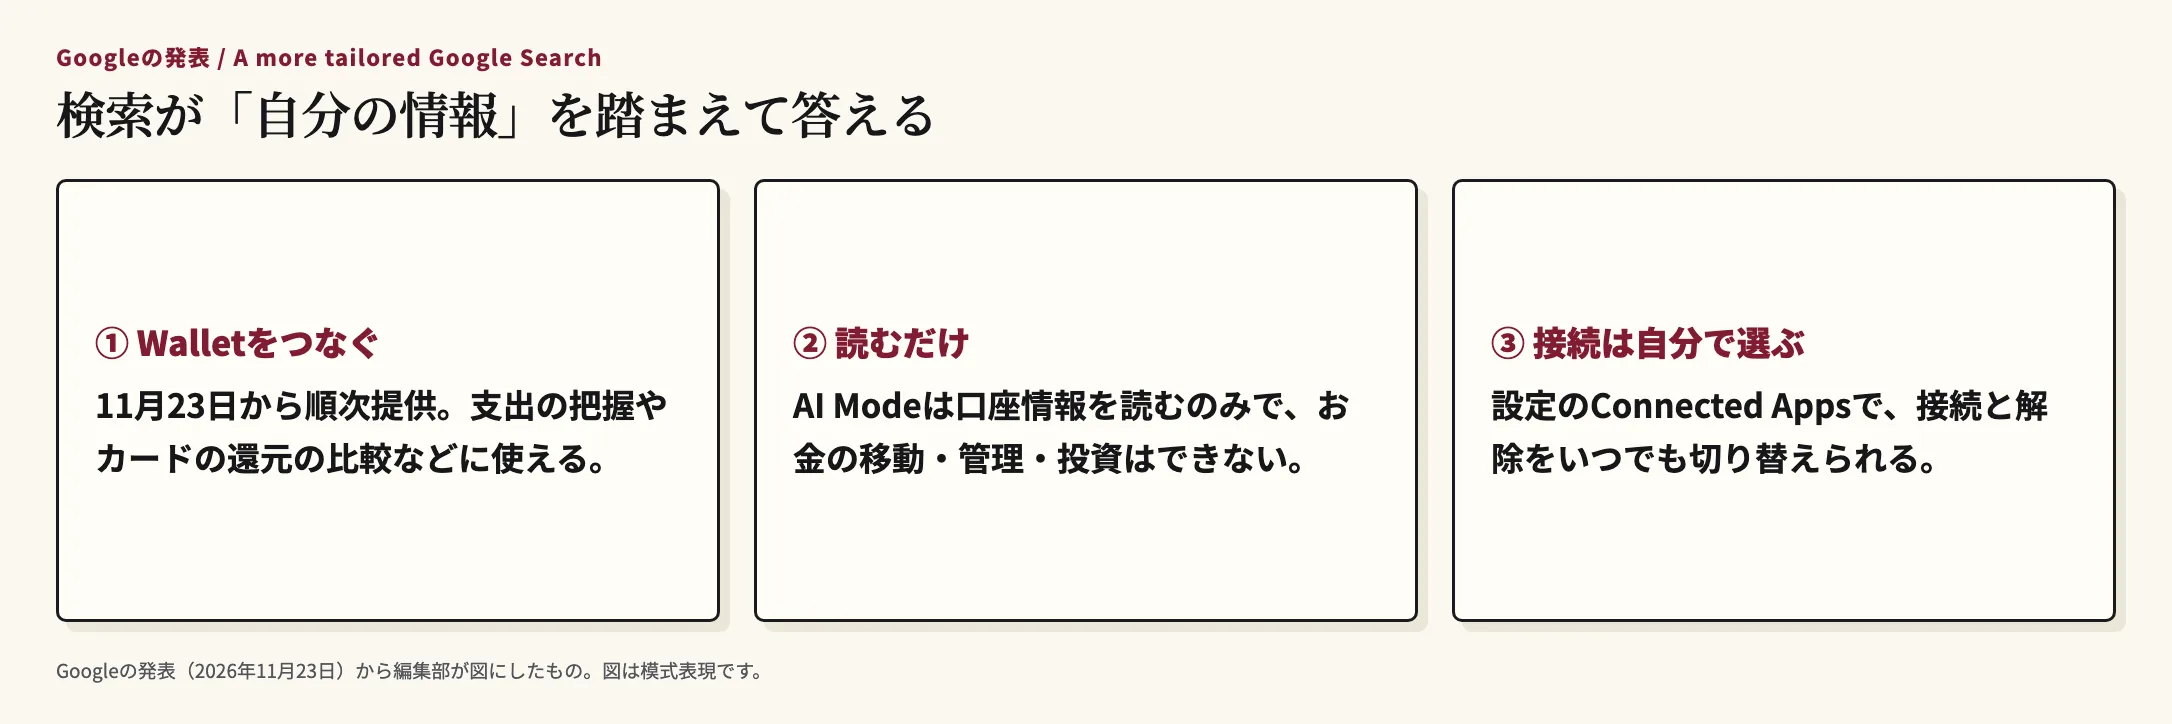 Googleの発表 / A more tailored Google Search
検索が「自分の情報」を踏まえて答える
① Walletをつなぐ
11月23日から順次提供。支出の把握や
カードの還元の比較などに使える。
② 読むだけ
AI Modeは口座情報を読むのみで、お
金の移動・管理・投資はできない。
③ 接続は自分で選ぶ
設定のConnected Appsで、接続と解
除をいつでも切り替えられる。
Googleの発表（2026年11月23日）から編集部が図にしたもの。図は模式表現です。